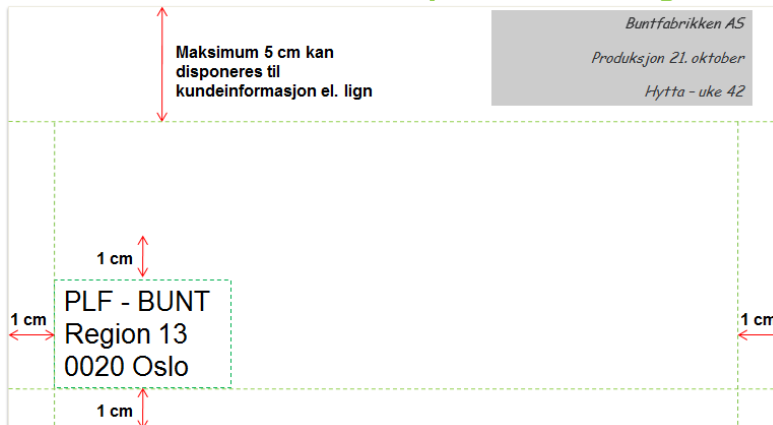 Maksimum 5 cm kan
disponeres til
kundeinformasjon el. lign
Buntfabrikken AS
Produksjon 21. oktober
Hytta – uke 42
1 cm
PLF - BUNT
Region 13
0020 Oslo
1 cm
1 cm
1 cm